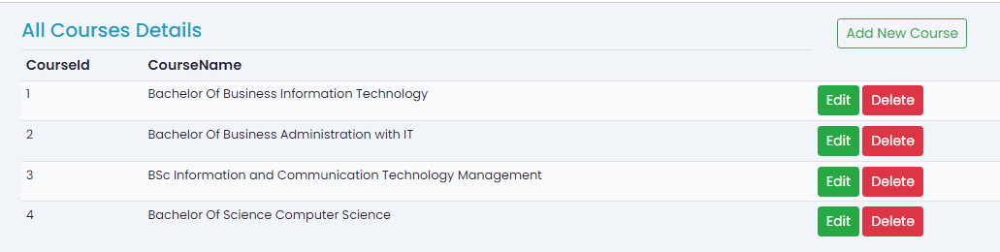 All Courses Details
Add New Course
CourseId CourseName
1 Bachelor Of Business Information Technology Edit Delete
2 Bachelor Of Business Administration with IT Edit Delete
3 BSc Information and Communication Technology Management Edit Delete
4 Bachelor Of Science Computer Science Edit Delete